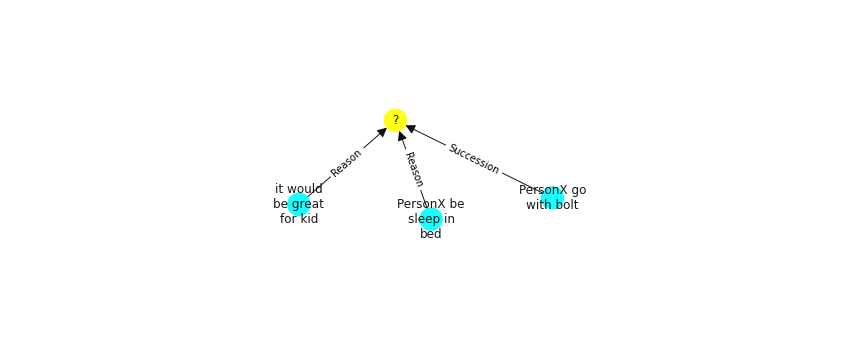 ?
Reason
Reason
Succession
it would
be great
for kid
PersonX be
sleep in
bed
PersonX go
with bolt